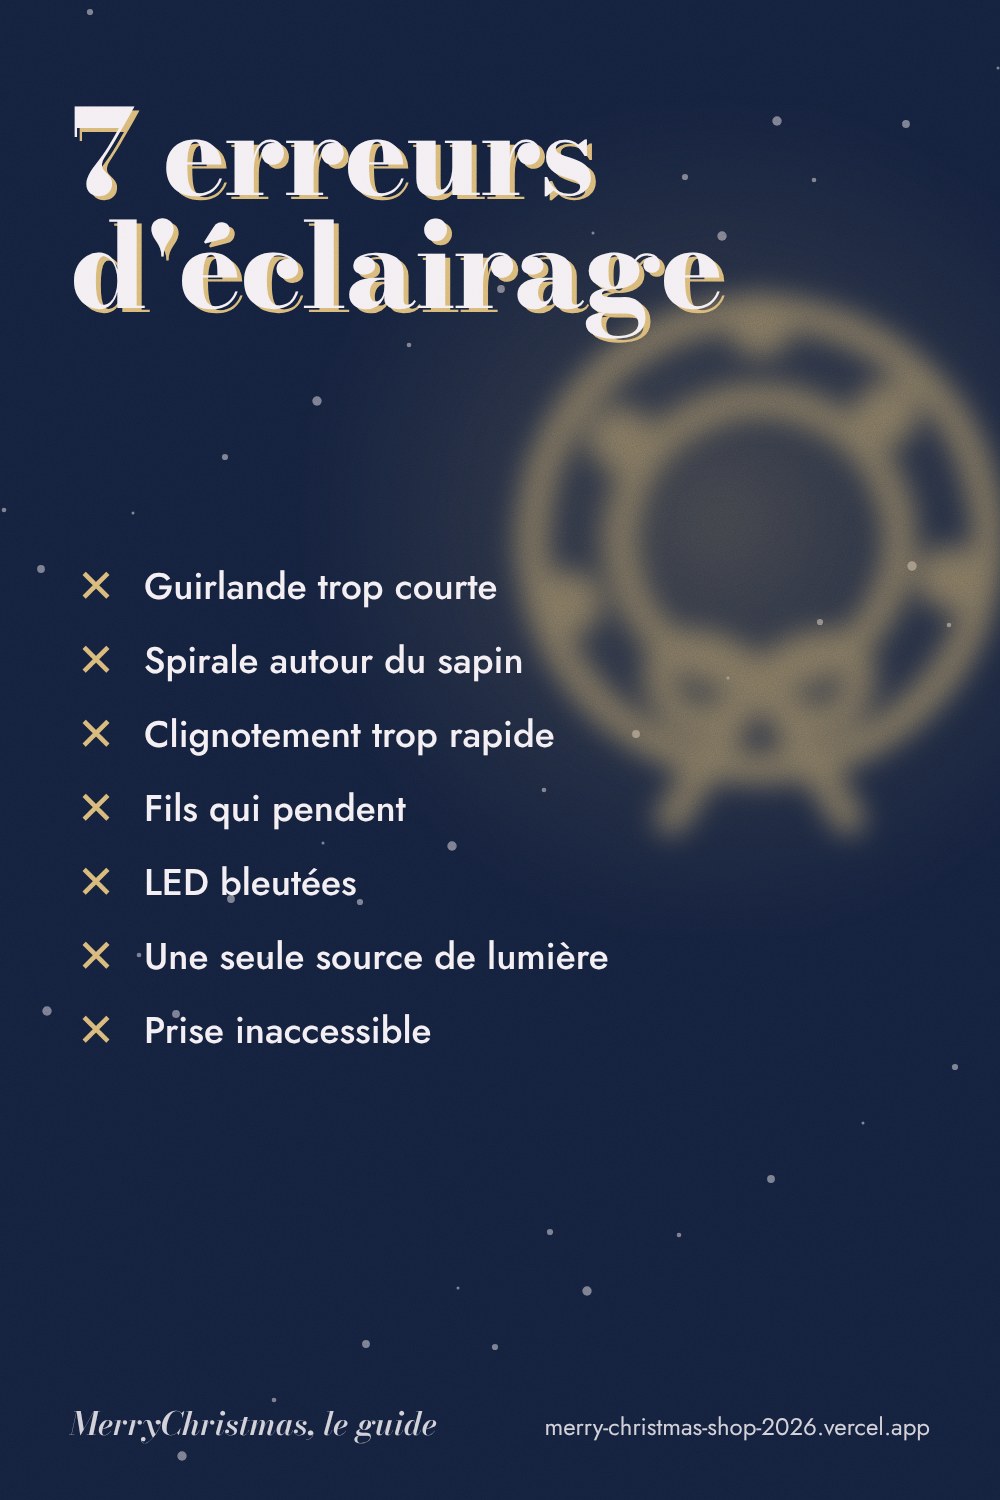 7 erreurs
d'éclairage
✕ Guirlande trop courte
✕ Spirale autour du sapin
✕ Clignotement trop rapide
✕ Fils qui pendent
✕ LED bleutées
✕ Une seule source de lumière
✕ Prise inaccessible
MerryChristmas, le guide
merry-christmas-shop-2026.vercel.app